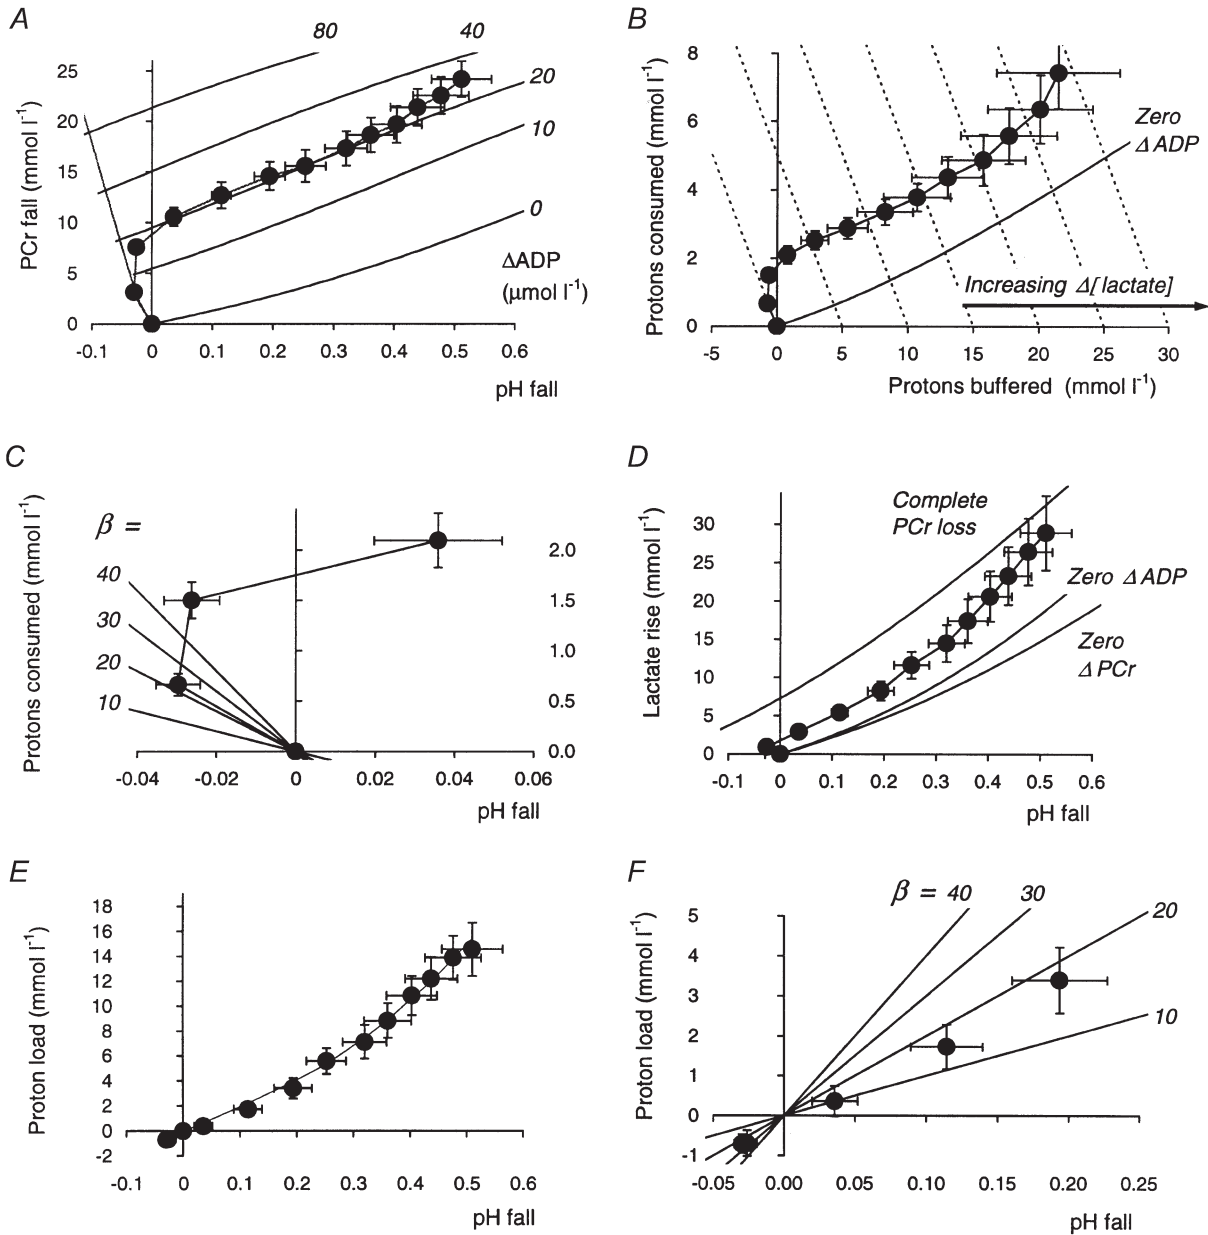 A
80
40
20
10
0
PCr fall (mmol l⁻¹)
25
20
15
10
5
0
ΔADP
(μmol l⁻¹)
-0.1 0 0.1 0.2 0.3 0.4 0.5 0.6
pH fall
B
Protons consumed (mmol l⁻¹)
8
6
4
2
0
Zero
ΔADP
Increasing Δ[lactate]
-5 0 5 10 15 20 25 30
Protons buffered (mmol l⁻¹)
C
Protons consumed (mmol l⁻¹)
β =
40
30
20
10
2.0
1.5
1.0
0.5
0.0
-0.04 -0.02 0 0.02 0.04 0.06
pH fall
D
Lactate rise (mmol l⁻¹)
30
25
20
15
10
5
0
Complete
PCr loss
Zero ΔADP
Zero
ΔPCr
-0.1 0 0.1 0.2 0.3 0.4 0.5 0.6
pH fall
E
Proton load (mmol l⁻¹)
18
16
14
12
10
8
6
4
2
0
-2
-0.1 0 0.1 0.2 0.3 0.4 0.5 0.6
pH fall
F
Proton load (mmol l⁻¹)
β = 40 30
20
10
5
4
3
2
1
0
-1
-0.05 0.00 0.05 0.10 0.15 0.20 0.25
pH fall